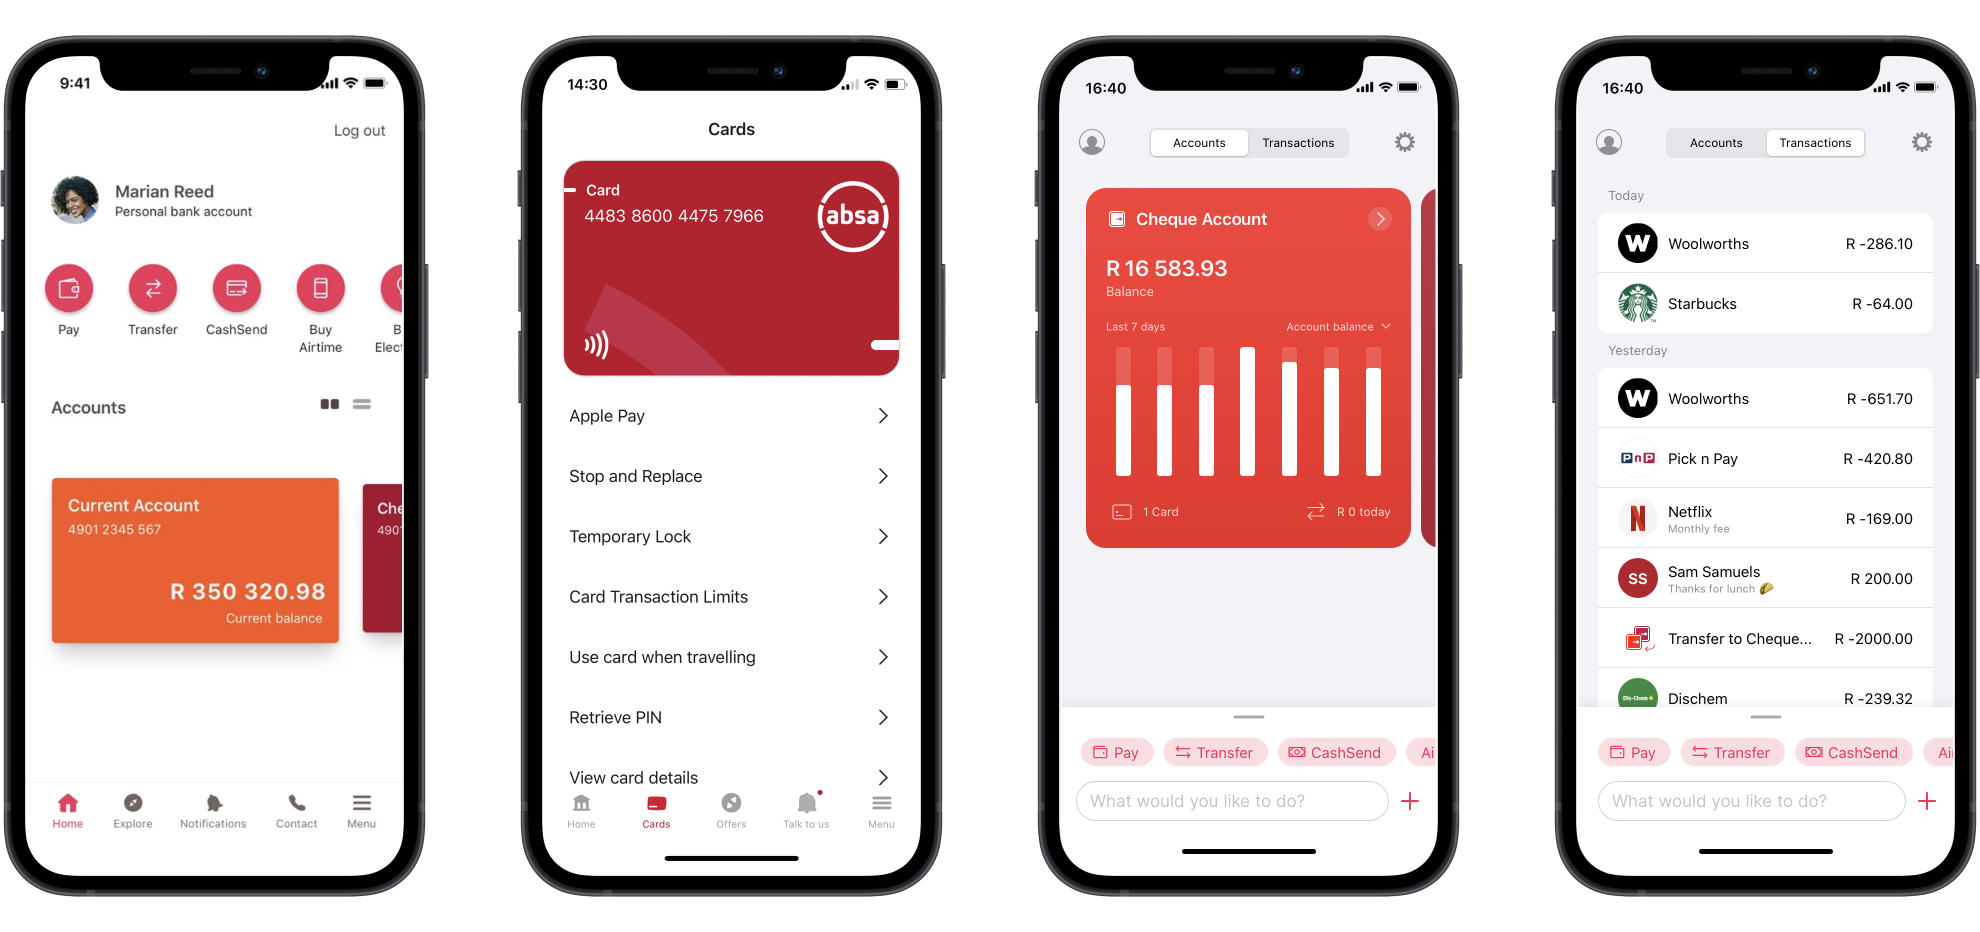 9:41
Log out
Marian Reed
Personal bank account
Pay
Transfer
CashSend
Buy
Airtime
B
Elect
Accounts
Current Account
4901 2345 567
R 350 320.98
Current balance
Che
4901
Home
Explore
Notifications
Contact
Menu
14:30
Cards
Card
4483 8600 4475 7966
absa
Apple Pay
Stop and Replace
Temporary Lock
Card Transaction Limits
Use card when travelling
Retrieve PIN
View card details
Home
Cards
Offers
Talk to us
Menu
16:40
Accounts
Transactions
Cheque Account
R 16 583.93
Balance
Last 7 days
Account balance
1 Card
R 0 today
Pay
Transfer
CashSend
Ai
What would you like to do?
16:40
Accounts
Transactions
Today
W
Woolworths
R -286.10
Starbucks
R -64.00
Yesterday
W
Woolworths
R -651.70
PnP
Pick n Pay
R -420.80
N
Netflix
Monthly fee
R -169.00
SS
Sam Samuels
Thanks for lunch 🌮
R 200.00
Transfer to Cheque...
R -2000.00
Dis-Chem
Dischem
R -239.32
Pay
Transfer
CashSend
Ai
What would you like to do?